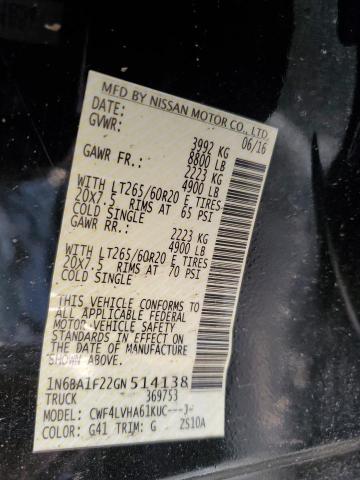 MFD BY NISSAN MOTOR CO., LTD
DATE: 06/16
GVWR: 3992 KG
8800 LB
GAWR FR.: 2223 KG
4900 LB
WITH LT265/60R20 E TIRES
20X7.5 RIMS AT 65 PSI
COLD SINGLE
GAWR RR.: 2223 KG
4900 LB
WITH LT265/60R20 E TIRES
20X7.5 RIMS AT 70 PSI
COLD SINGLE
THIS VEHICLE CONFORMS TO
ALL APPLICABLE FEDERAL
MOTOR VEHICLE SAFETY
STANDARDS IN EFFECT ON
THE DATE OF MANUFACTURE
SHOWN ABOVE.
1N6BA1F22GN514138
TRUCK 369753
MODEL: CWF4LVHA61KUC---J-
COLOR: G41 TRIM: G ZS10A